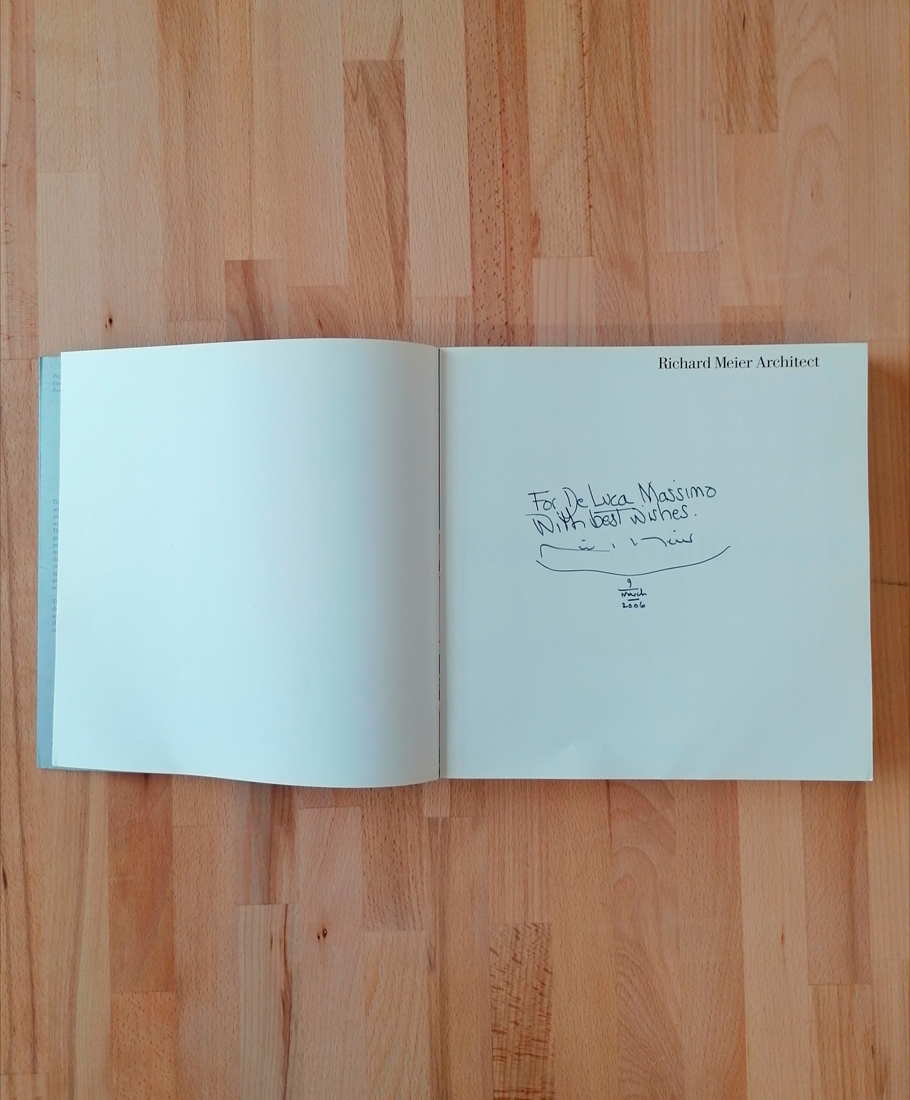 Richard Meier Architect
For De Luca Massimo
With best wishes.
9
March
2006